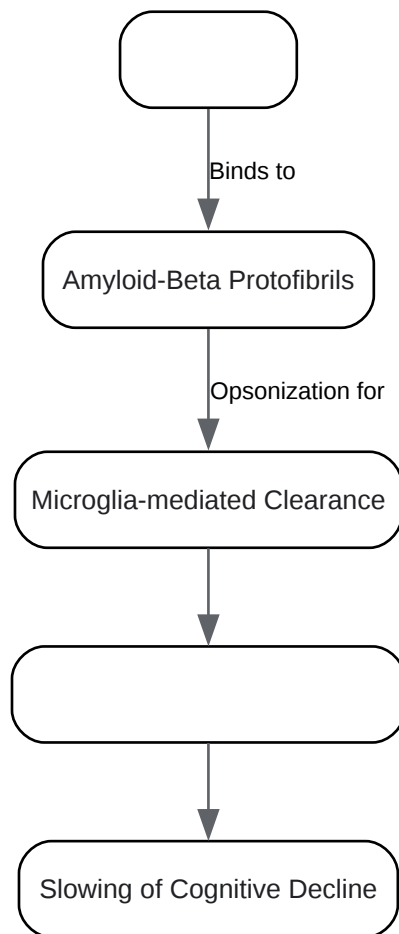 Binds to
Amyloid-Beta Protofibrils
Opsonization for
Microglia-mediated Clearance
Slowing of Cognitive Decline